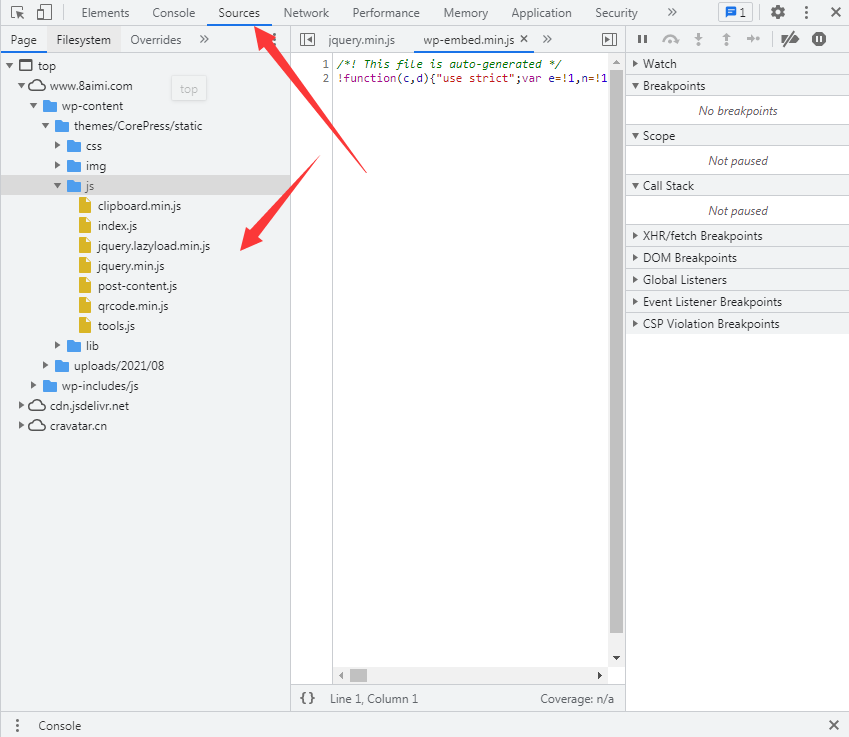 Elements Console Sources Network Performance Memory Application Security » 1
Page Filesystem Overrides »
top
www.8aimi.com
top
wp-content
themes/CorePress/static
css
img
js
clipboard.min.js
index.js
jquery.lazyload.min.js
jquery.min.js
post-content.js
qrcode.min.js
tools.js
lib
uploads/2021/08
wp-includes/js
cdn.jsdelivr.net
cravatar.cn
jquery.min.js wp-embed.min.js × »
1 /*! This file is auto-generated */
2 !function(c,d){"use strict";var e=!1,n=!1
{} Line 1, Column 1 Coverage: n/a
Watch
Breakpoints
No breakpoints
Scope
Not paused
Call Stack
Not paused
XHR/fetch Breakpoints
DOM Breakpoints
Global Listeners
Event Listener Breakpoints
CSP Violation Breakpoints
Console